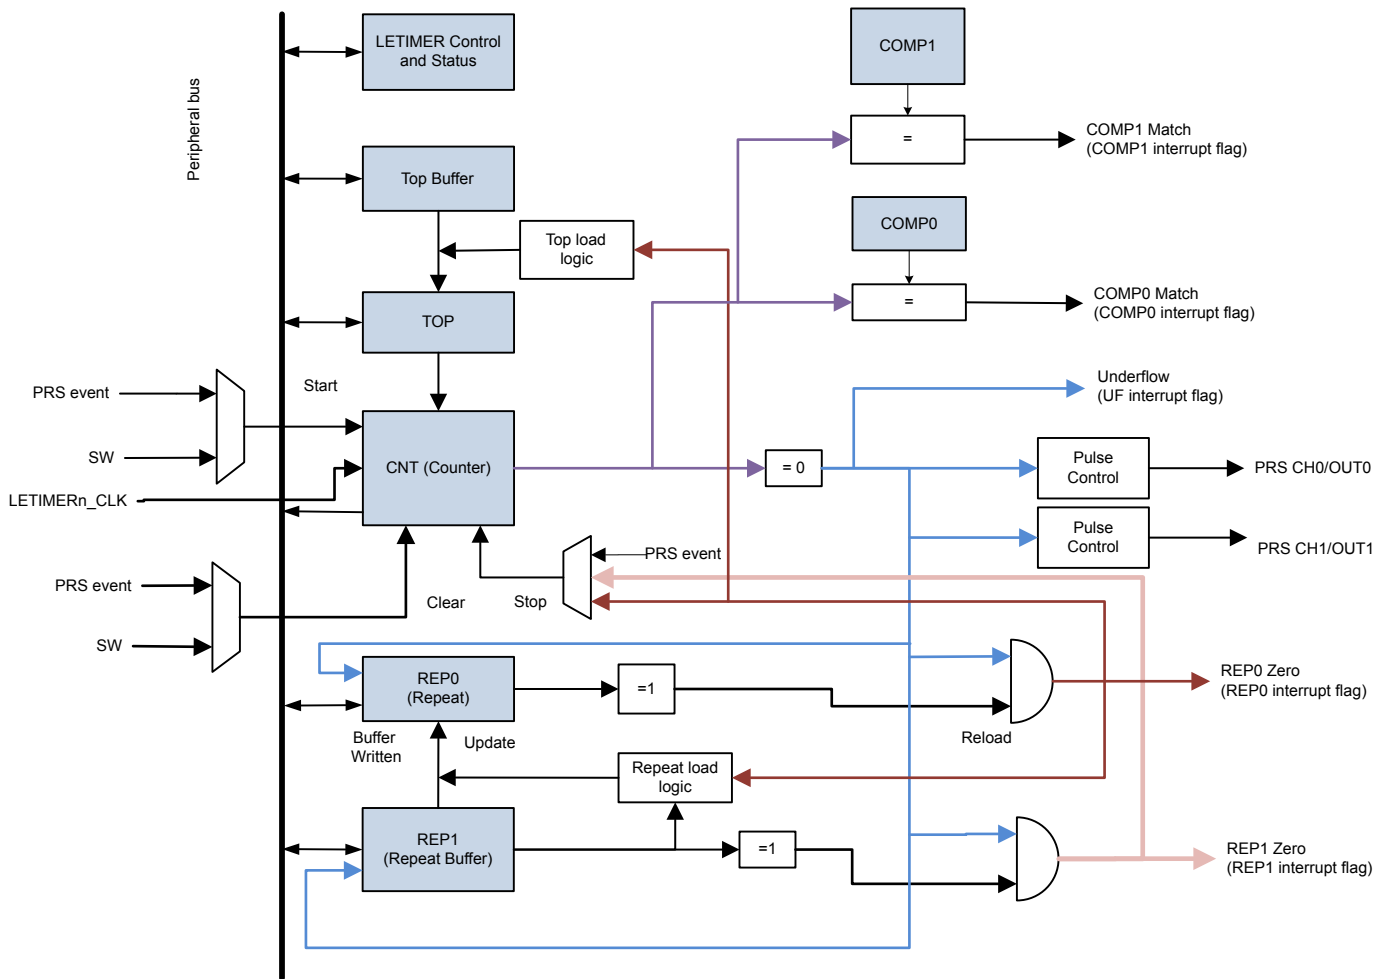 LETIMER Control
and Status
COMP1
Peripheral bus
=
COMP1 Match
(COMP1 interrupt flag)
Top Buffer
COMP0
Top load
logic
TOP
=
COMP0 Match
(COMP0 interrupt flag)
PRS event
Start
Underflow
(UF interrupt flag)
SW
CNT (Counter)
= 0
Pulse
Control
PRS CH0/OUT0
LETIMERn_CLK
Pulse
Control
PRS CH1/OUT1
PRS event
PRS event
Clear
Stop
SW
REP0
(Repeat)
=1
REP0 Zero
(REP0 interrupt flag)
Buffer
Written
Update
Reload
Repeat load
logic
REP1
(Repeat Buffer)
=1
REP1 Zero
(REP1 interrupt flag)